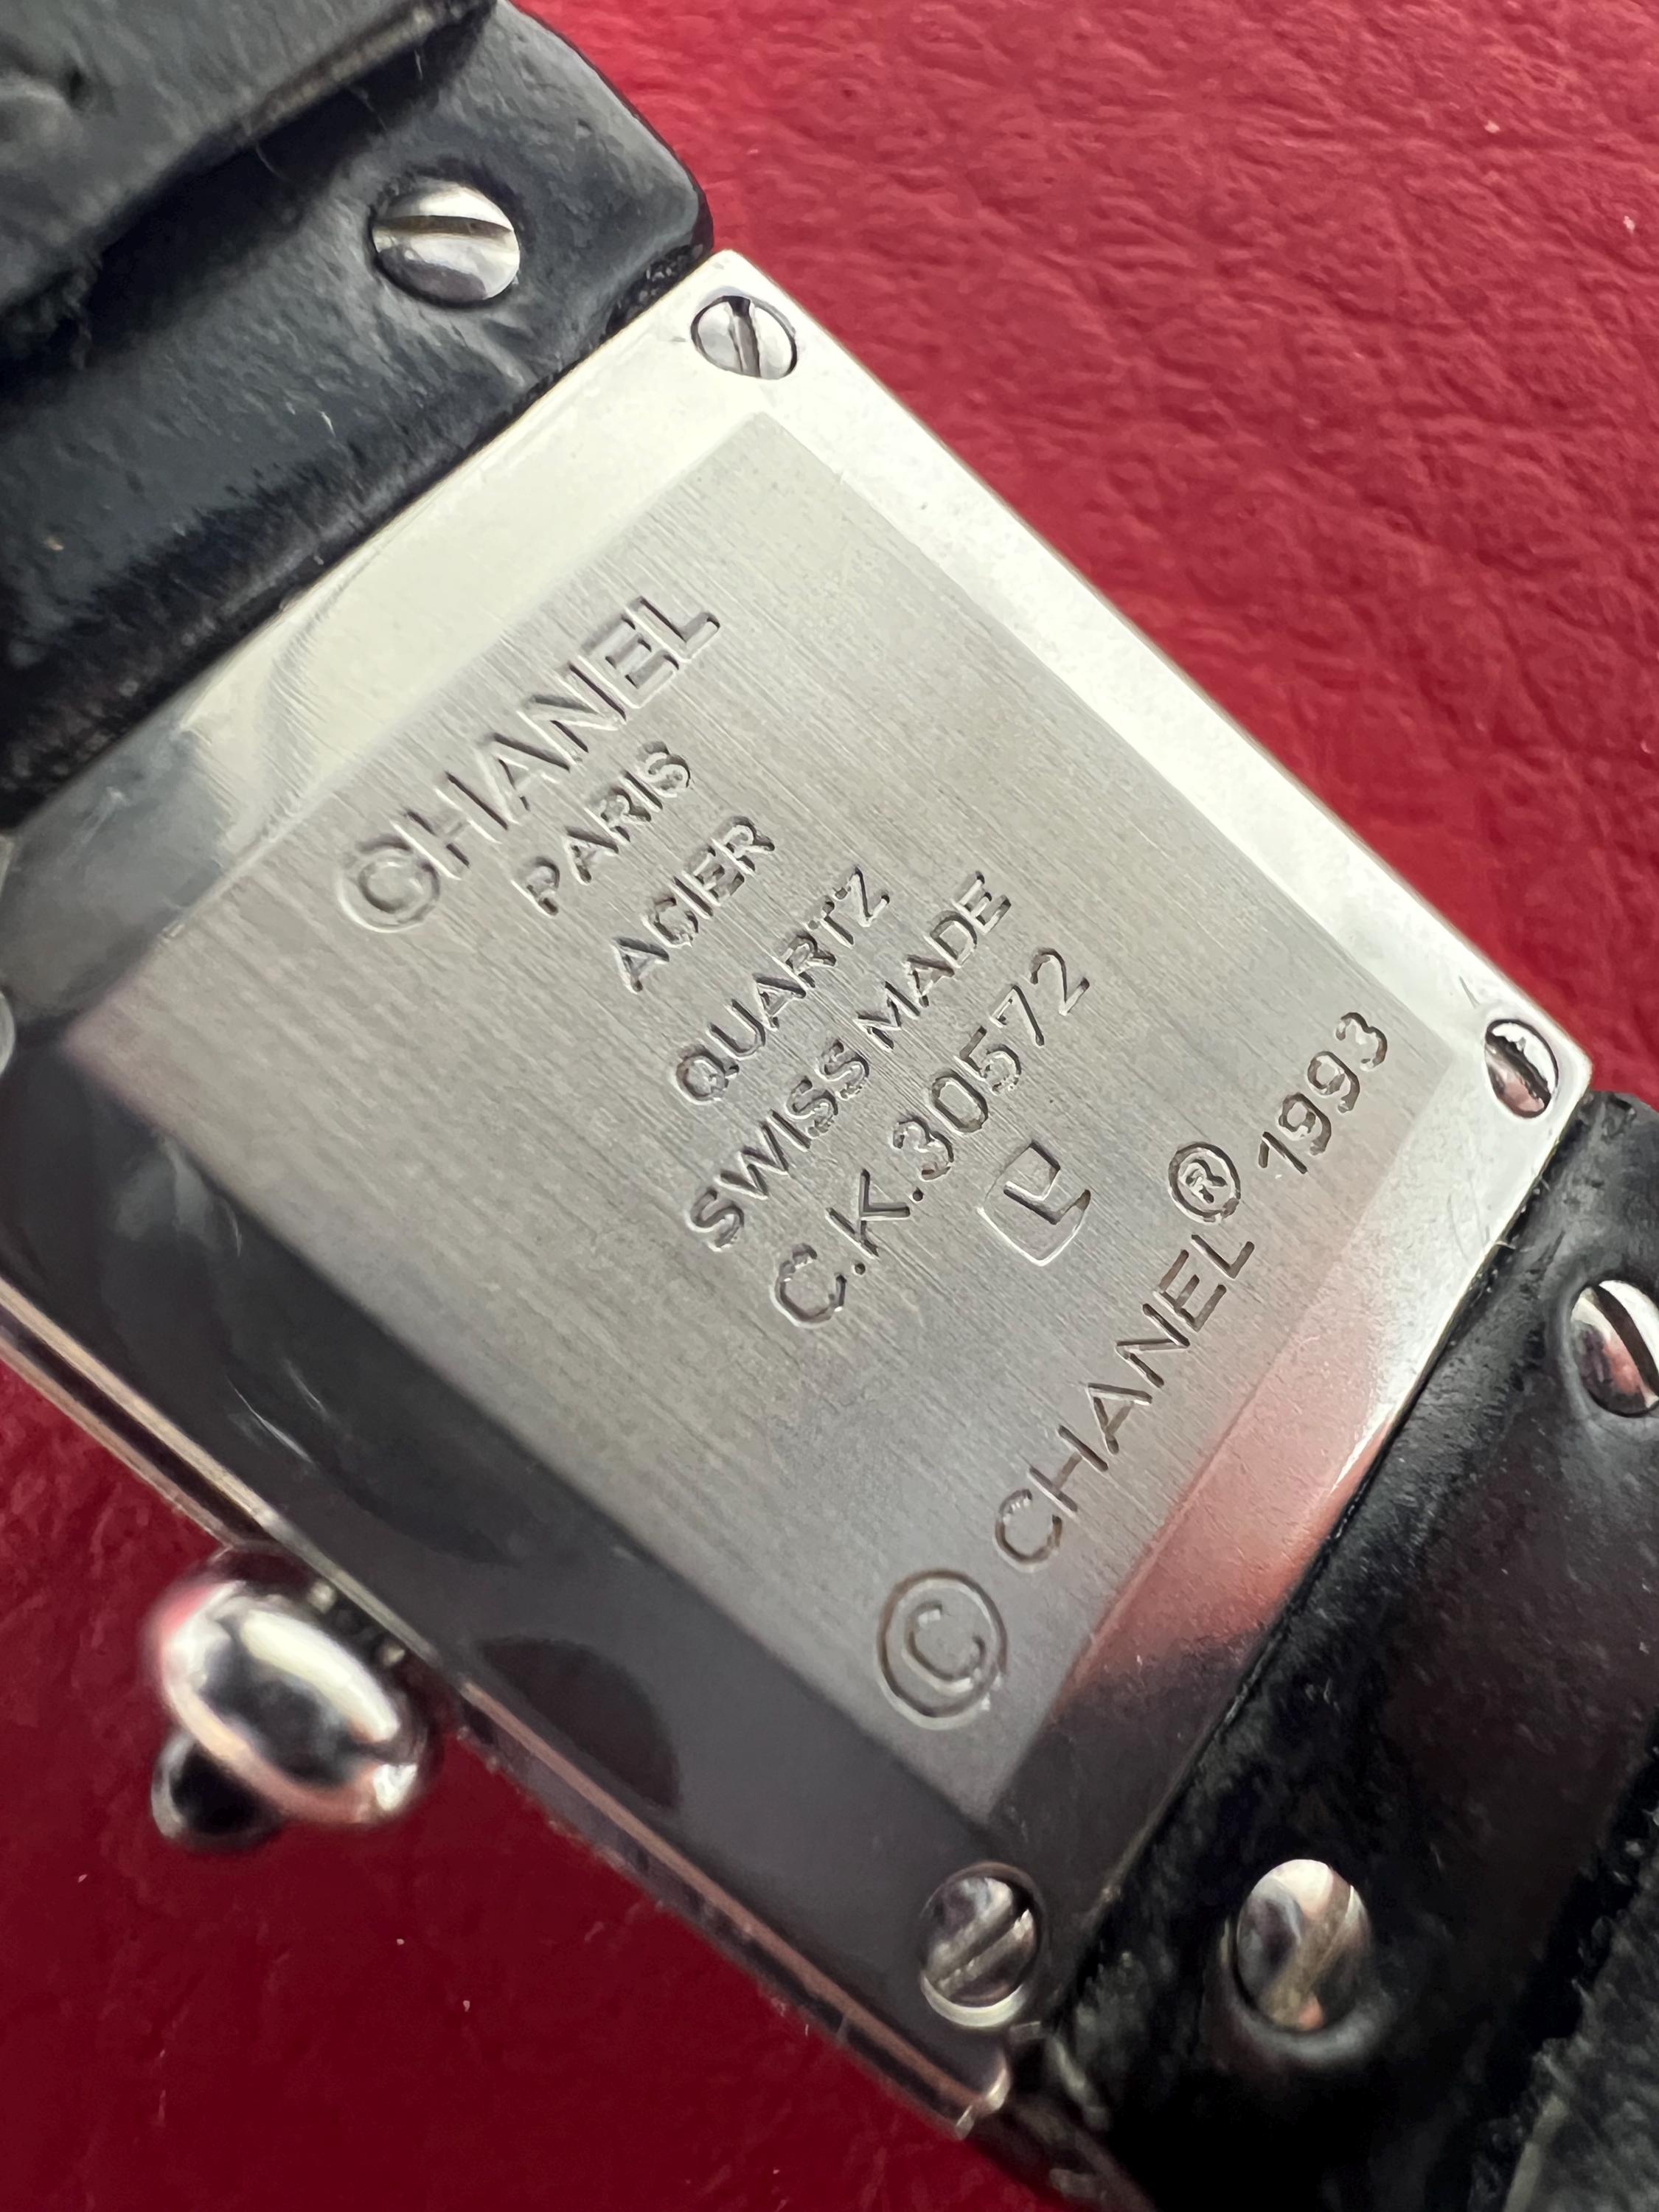 CHANEL
PARIS
ACIER
QUARTZ
SWISS MADE
C.K.30572
© CHANEL® 1993